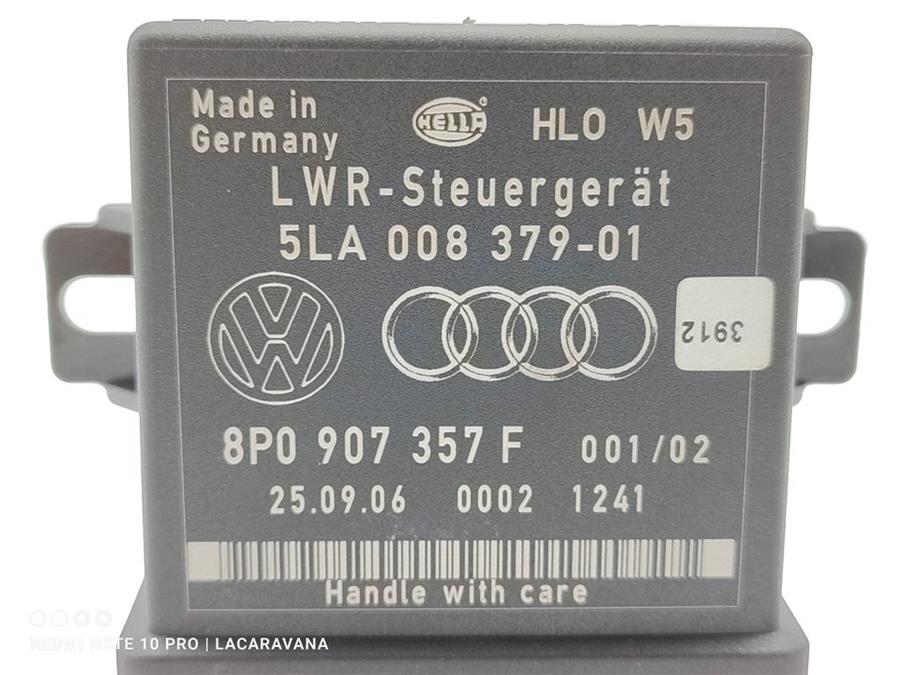 Made in
Germany
HELLA
HLO W5
LWR-Steuergerät
5LA 008 379-01
3912
8P0 907 357 F 001/02
25.09.06 0002 1241
Handle with care
REDMI NOTE 10 PRO | LACARAVANA